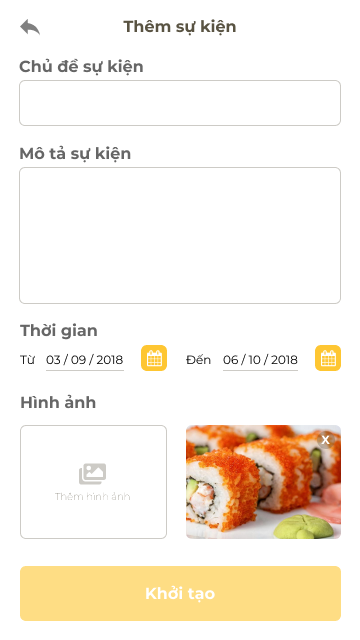 Thêm sự kiện
Chủ đề sự kiện
Mô tả sự kiện
Thời gian
Từ 03 / 09 / 2018 Đến 06 / 10 / 2018
Hình ảnh
X
Thêm hình ảnh
Khởi tạo